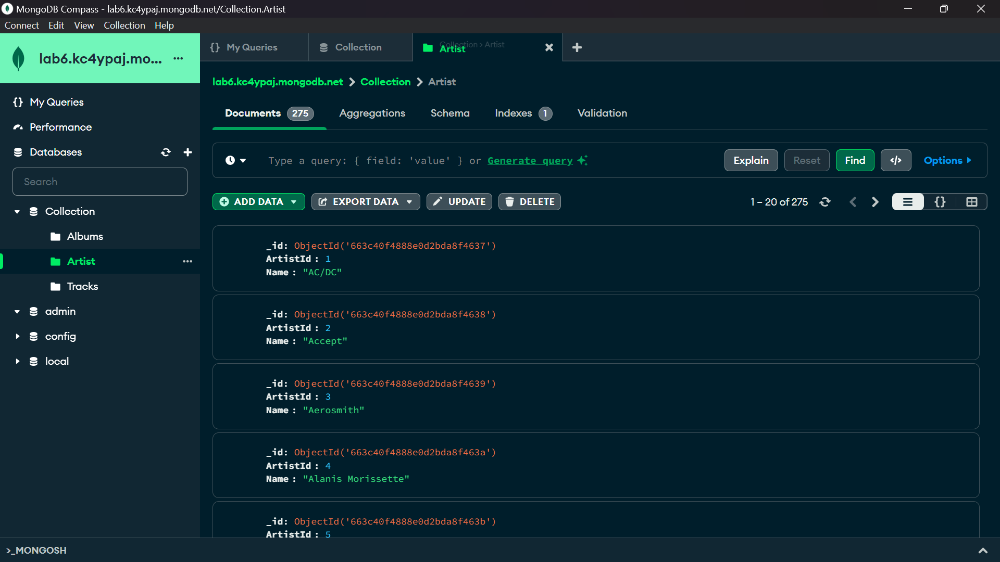 MongoDB Compass - lab6.kc4ypaj.mongodb.net/Collection.Artist
Connect Edit View Collection Help
lab6.kc4ypaj.mo...
My Queries
Performance
Databases
Search
Collection
Albums
Artist
Tracks
admin
config
local
{} My Queries
Collection
Collection > Artist
Artist
lab6.kc4ypaj.mongodb.net > Collection > Artist
Documents 275 Aggregations Schema Indexes 1 Validation
Type a query: { field: 'value' } or Generate query
Explain Reset Find </> Options
ADD DATA EXPORT DATA UPDATE DELETE 1 – 20 of 275 {}
_id: ObjectId('663c40f4888e0d2bda8f4637')
ArtistId : 1
Name : "AC/DC"
_id: ObjectId('663c40f4888e0d2bda8f4638')
ArtistId : 2
Name : "Accept"
_id: ObjectId('663c40f4888e0d2bda8f4639')
ArtistId : 3
Name : "Aerosmith"
_id: ObjectId('663c40f4888e0d2bda8f463a')
ArtistId : 4
Name : "Alanis Morissette"
_id: ObjectId('663c40f4888e0d2bda8f463b')
ArtistId : 5
>_MONGOSH